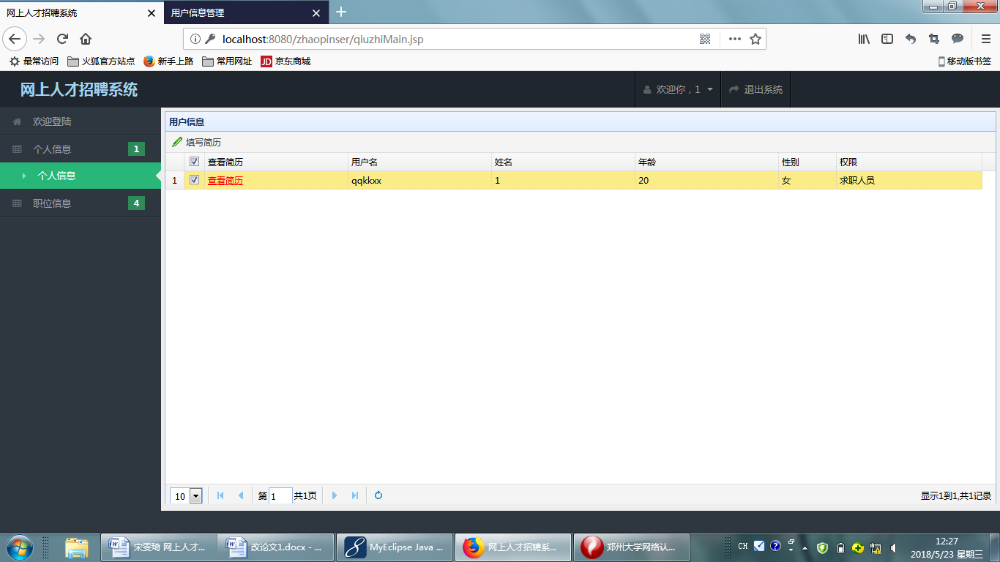 网上人才招聘系统 用户信息管理
localhost:8080/zhaopinser/qiuzhiMain.jsp
最常访问 火狐官方站点 新手上路 常用网址 JD 京东商城 移动版书签
网上人才招聘系统 欢迎你，1 退出系统
欢迎登陆
个人信息 1
个人信息
职位信息 4
用户信息
填写简历
查看简历 用户名 姓名 年龄 性别 权限
1 查看简历 qqkkxx 1 20 女 求职人员
10 第 1 共1页 显示1到1,共1记录
宋雯琦 网上人才... 改论文1.docx - ... MyEclipse Java ... 网上人才招聘系... 郑州大学网络认... CH 12:27
2018/5/23 星期三